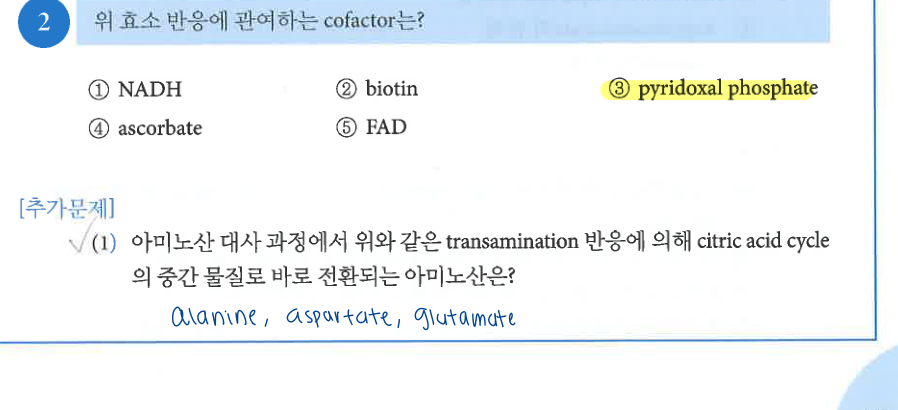 2
위 효소 반응에 관여하는 cofactor는?
① NADH ② biotin ③ pyridoxal phosphate
④ ascorbate ⑤ FAD
[추가문제]
(1) 아미노산 대사 과정에서 위와 같은 transamination 반응에 의해 citric acid cycle
의 중간 물질로 바로 전환되는 아미노산은?
alanine, aspartate, glutamate